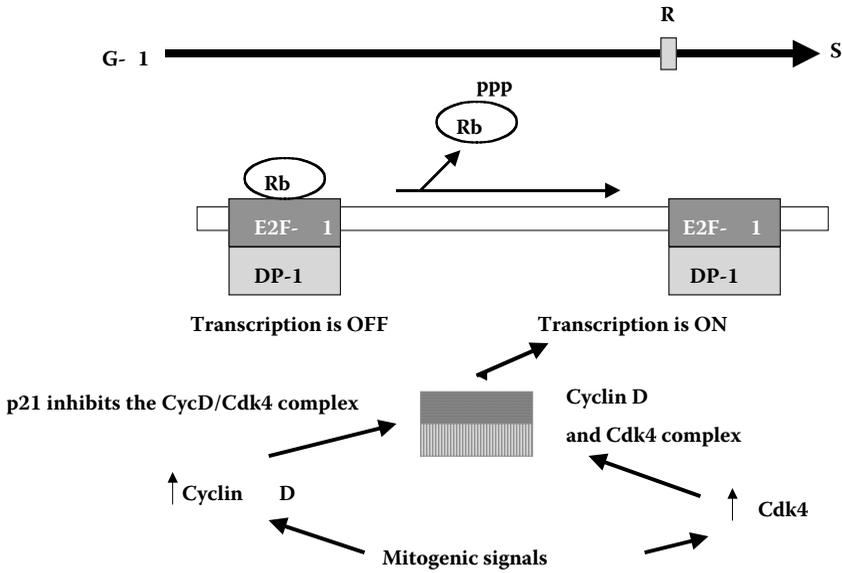 R
G- 1 S
ppp
Rb
Rb
E2F- 1 E2F- 1
DP-1 DP-1
Transcription is OFF Transcription is ON
p21 inhibits the CycD/Cdk4 complex
Cyclin D
and Cdk4 complex
Cyclin D
Cdk4
Mitogenic signals